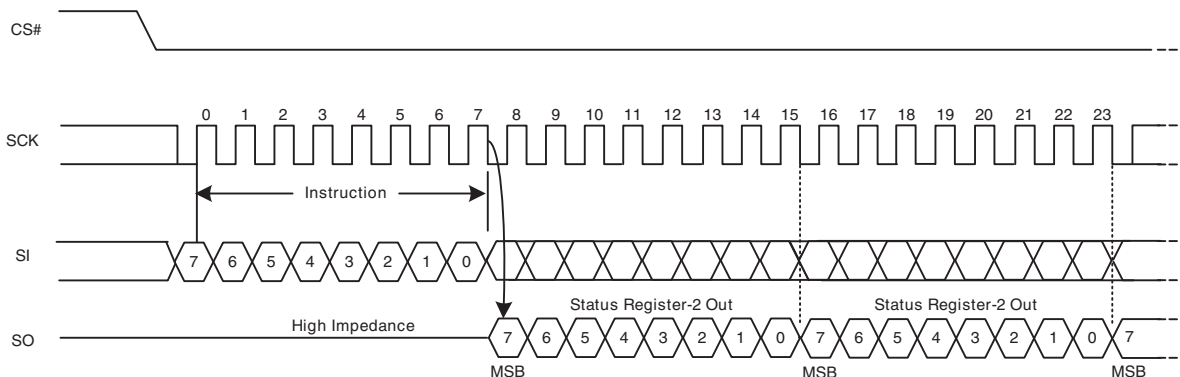 CS#
0 1 2 3 4 5 6 7 8 9 10 11 12 13 14 15 16 17 18 19 20 21 22 23
SCK
Instruction
SI
7 6 5 4 3 2 1 0
Status Register-2 Out Status Register-2 Out
High Impedance
SO
7 6 5 4 3 2 1 0 7 6 5 4 3 2 1 0 7
MSB MSB MSB